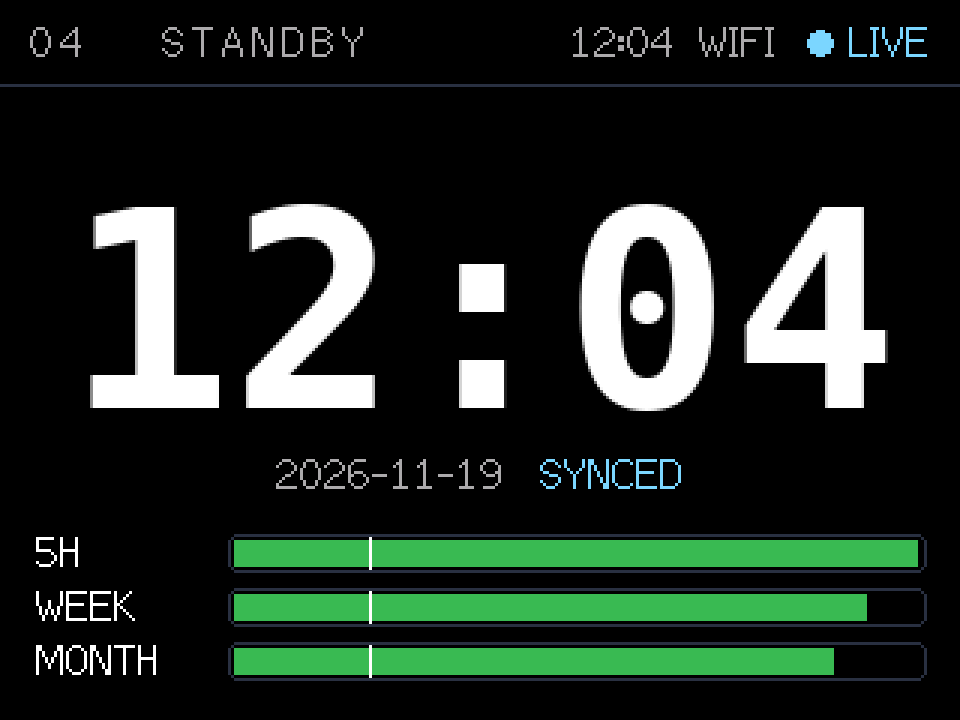 04 STANDBY 12:04 WIFI LIVE
12:04
2026-11-19 SYNCED
5H
WEEK
MONTH